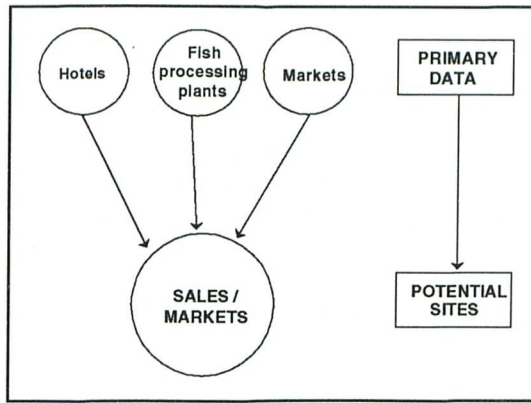 Hotels
Fish
processing
plants
Markets
PRIMARY
DATA
SALES /
MARKETS
POTENTIAL
SITES